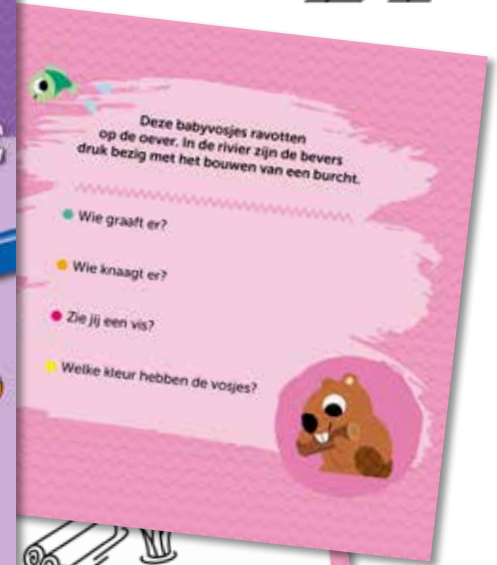 Deze babyvosjes ravotten
op de oever. In de rivier zijn de bevers
druk bezig met het bouwen van een burcht.
Wie graaft er?
Wie knaagt er?
Zie jij een vis?
Welke kleur hebben de vosjes?